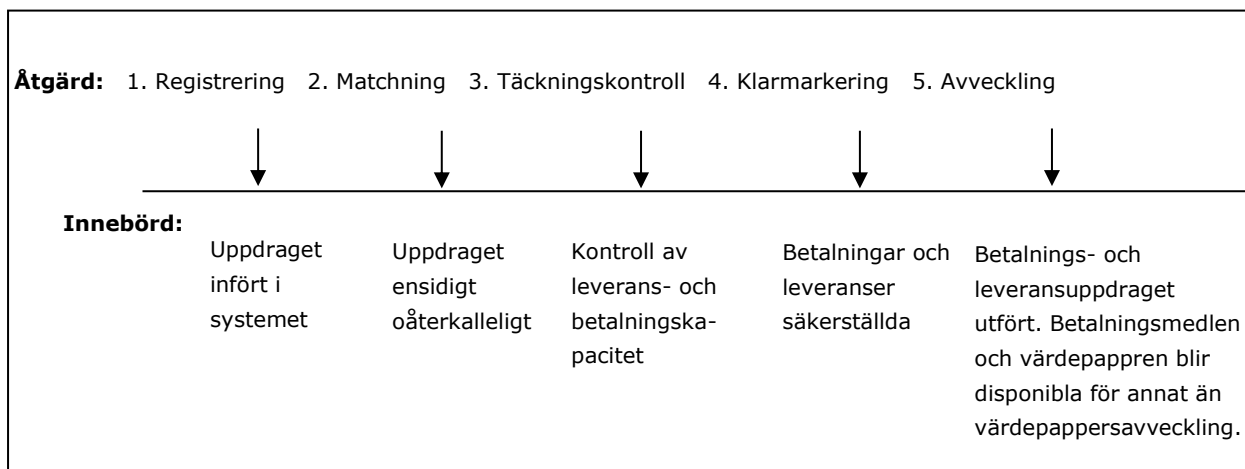 Åtgärd: 1. Registrering 2. Matchning 3. Täckningskontroll 4. Klarmarkering 5. Avveckling
Innebörd:
Uppdraget
infört i
systemet
Uppdraget
ensidigt
oåterkalleligt
Kontroll av
leverans- och
betalningska-
pacitet
Betalningar och
leveranser
säkerställda
Betalnings- och
leveransuppdraget
utfört. Betalningsmedlen
och värdepappren blir
disponibla för annat än
värdepappersavveckling.